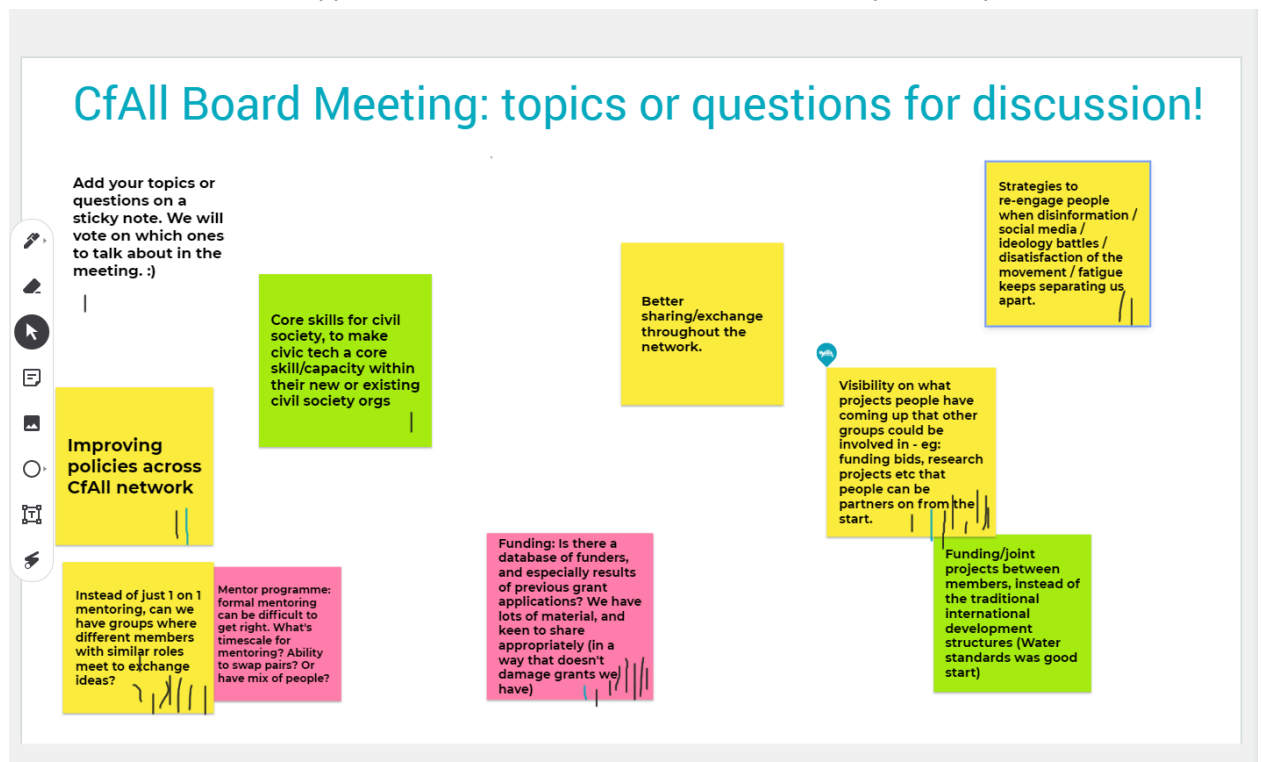 CfAll Board Meeting: topics or questions for discussion!
Add your topics or
questions on a
sticky note. We will
vote on which ones
to talk about in the
meeting. :)
Core skills for civil
society, to make
civic tech a core
skill/capacity within
their new or existing
civil society orgs
Better
sharing/exchange
throughout the
network.
Strategies to
re-engage people
when disinformation /
social media /
ideology battles /
disatisfaction of the
movement / fatigue
keeps separating us
apart.
Improving
policies across
CfAll network
Visibility on what
projects people have
coming up that other
groups could be
involved in - eg:
funding bids, research
projects etc that
people can be
partners on from the
start.
Instead of just 1 on 1
mentoring, can we
have groups where
different members
with similar roles
meet to exchange
ideas?
Mentor programme:
formal mentoring
can be difficult to
get right. What's
timescale for
mentoring? Ability
to swap pairs? Or
have mix of people?
Funding: Is there a
database of funders,
and especially results
of previous grant
applications? We have
lots of material, and
keen to share
appropriately (in a
way that doesn't
damage grants we
have)
Funding/joint
projects between
members, instead of
the traditional
international
development
structures (Water
standards was good
start)